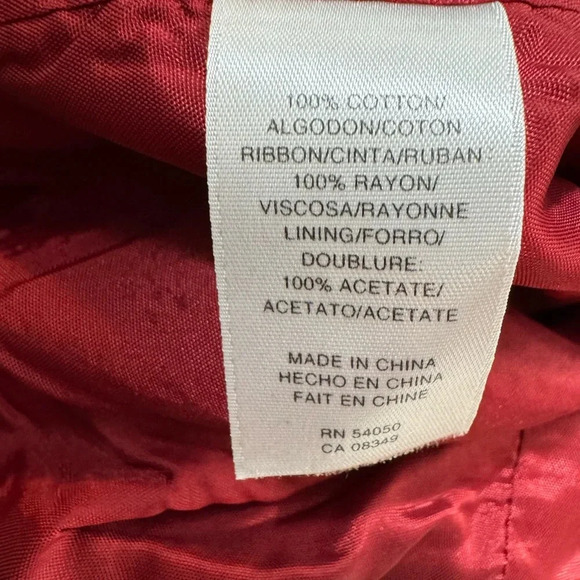 100% COTTON/
ALGODON/COTON
RIBBON/CINTA/RUBAN:
100% RAYON/
VISCOSA/RAYONNE
LINING/FORRO/
DOUBLURE:
100% ACETATE/
ACETATO/ACETATE
MADE IN CHINA
HECHO EN CHINA
FAIT EN CHINE
RN 54050
CA 08349